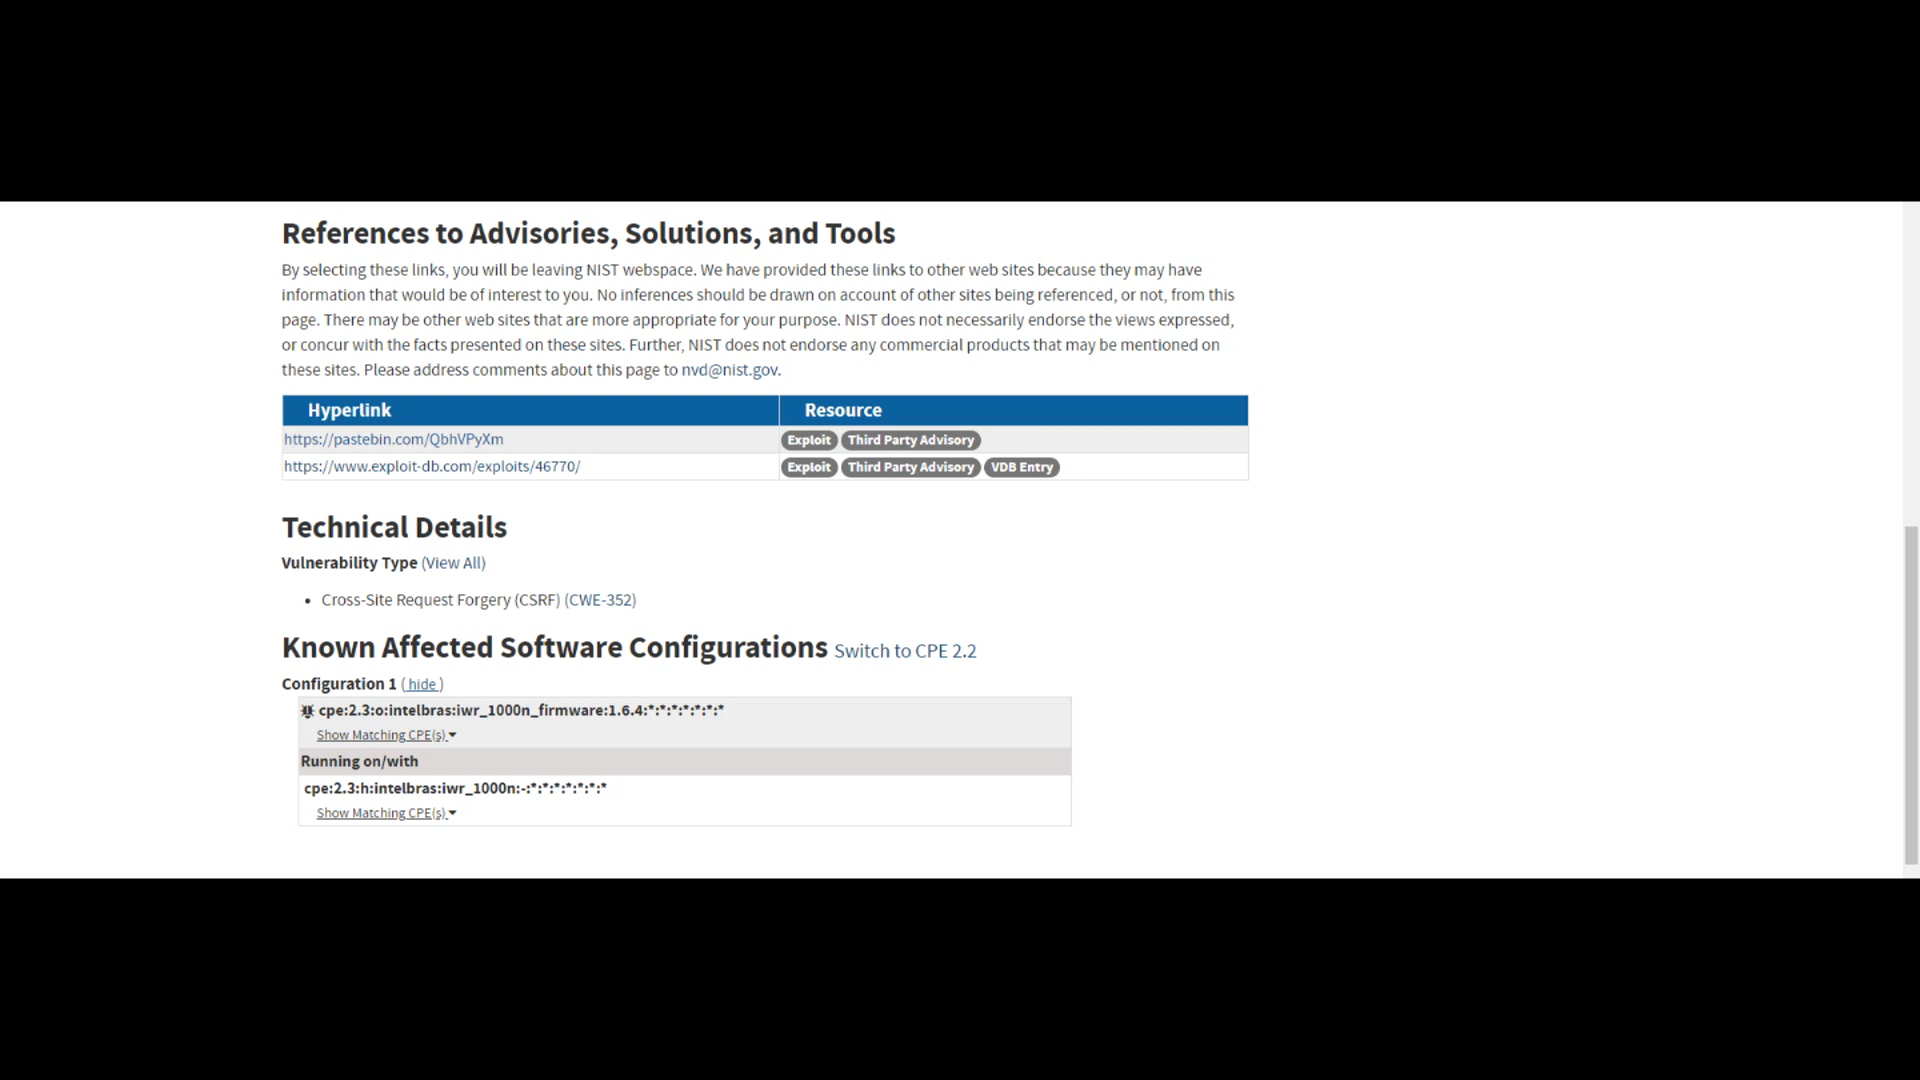 References to Advisories, Solutions, and Tools
By selecting these links, you will be leaving NIST webspace. We have provided these links to other web sites because they may have
information that would be of interest to you. No inferences should be drawn on account of other sites being referenced, or not, from this
page. There may be other web sites that are more appropriate for your purpose. NIST does not necessarily endorse the views expressed,
or concur with the facts presented on these sites. Further, NIST does not endorse any commercial products that may be mentioned on
these sites. Please address comments about this page to nvd@nist.gov.
Hyperlink Resource
https://pastebin.com/QbhVPyXm Exploit Third Party Advisory
https://www.exploit-db.com/exploits/46770/ Exploit Third Party Advisory VDB Entry
Technical Details
Vulnerability Type (View All)
• Cross-Site Request Forgery (CSRF) (CWE-352)
Known Affected Software Configurations Switch to CPE 2.2
Configuration 1 ( hide )
cpe:2.3:o:intelbras:iwr_1000n_firmware:1.6.4:*:*:*:*:*:*:*
Show Matching CPE(s)
Running on/with
cpe:2.3:h:intelbras:iwr_1000n:-:*:*:*:*:*:*:*
Show Matching CPE(s)